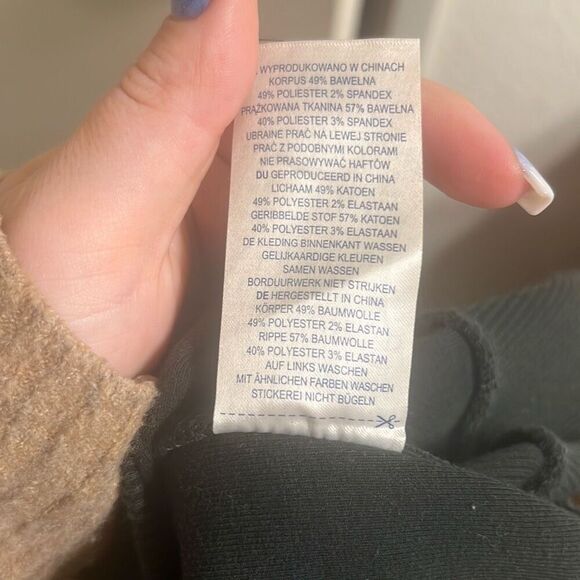 WYPRODUKOWANO W CHINACH
KORPUS 49% BAWEŁNA
49% POLIESTER 2% SPANDEX
PRĄŻKOWANA TKANINA 57% BAWEŁNA
40% POLIESTER 3% SPANDEX
UBRAINE PRAĆ NA LEWEJ STRONIE
PRAĆ Z PODOBNYMI KOLORAMI
NIE PRASOWYWAĆ HAFTÓW
DU GEPRODUCEERD IN CHINA
LICHAAM 49% KATOEN
49% POLYESTER 2% ELASTAAN
GERIBBELDE STOF 57% KATOEN
40% POLYESTER 3% ELASTAAN
DE KLEDING BINNENKANT WASSEN
GELIJKAARDIGE KLEUREN
SAMEN WASSEN
BORDUURWERK NIET STRIJKEN
DE HERGESTELLT IN CHINA
KÖRPER 49% BAUMWOLLE
49% POLYESTER 2% ELASTAN
RIPPE 57% BAUMWOLLE
40% POLYESTER 3% ELASTAN
AUF LINKS WASCHEN
MIT ÄHNLICHEN FARBEN WASCHEN
STICKEREI NICHT BÜGELN